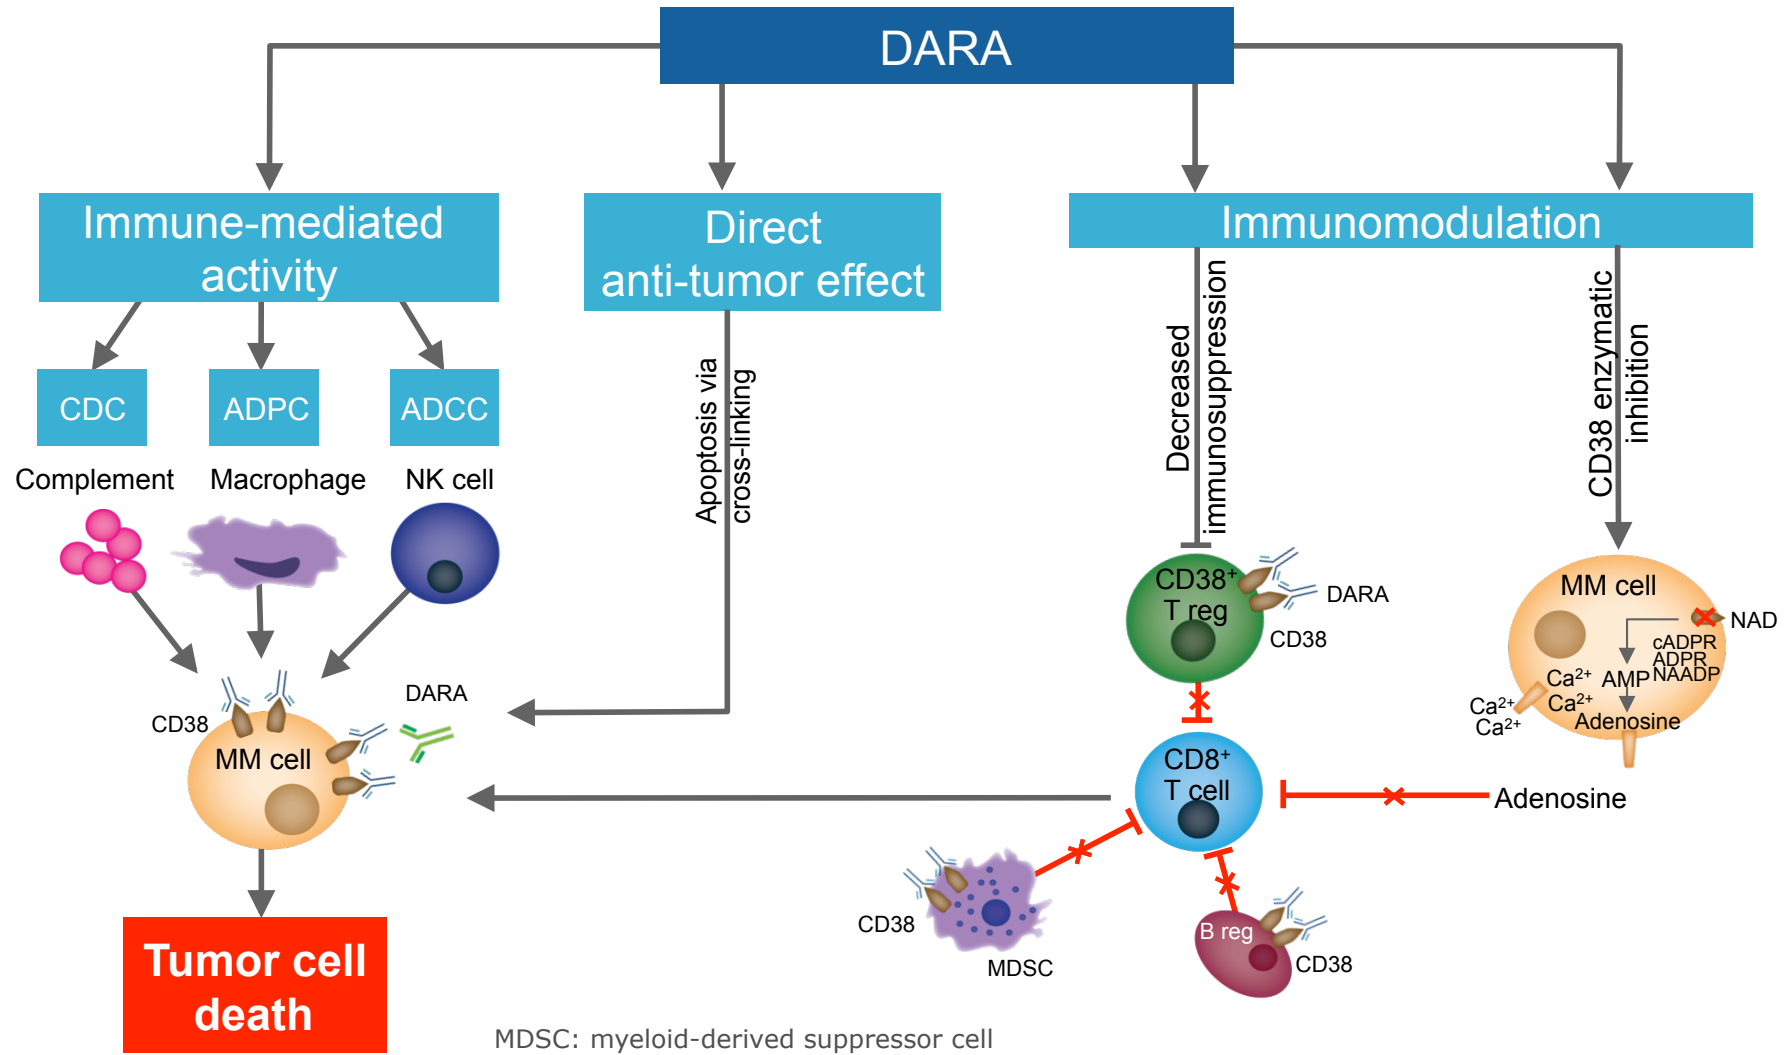 DARA
Immune-mediated
activity
Direct
anti-tumor effect
Immunomodulation
CDC
ADPC
ADCC
Complement
Macrophage
NK cell
Apoptosis via
cross-linking
Decreased
immunosuppression
CD38 enzymatic
inhibition
CD38
DARA
MM cell
Tumor cell
death
CD38+
T reg
DARA
CD38
CD8+
T cell
CD38
MDSC
B reg
CD38
MM cell
NAD
cADPR
ADPR
NAADP
AMP
Ca2+
Ca2+
Ca2+
Ca2+
Adenosine
Adenosine
MDSC: myeloid-derived suppressor cell